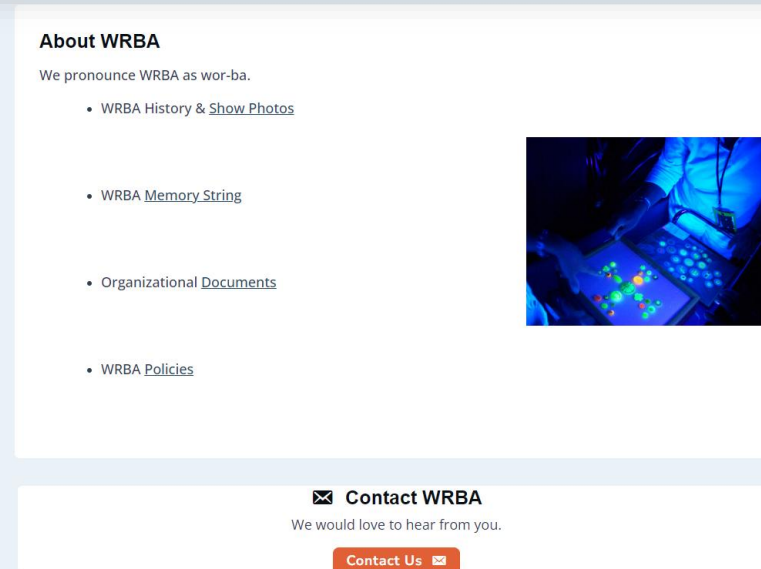 About WRBA
We pronounce WRBA as wor-ba.
WRBA History & Show Photos
WRBA Memory String
Organizational Documents
WRBA Policies
Contact WRBA
We would love to hear from you.
Contact Us